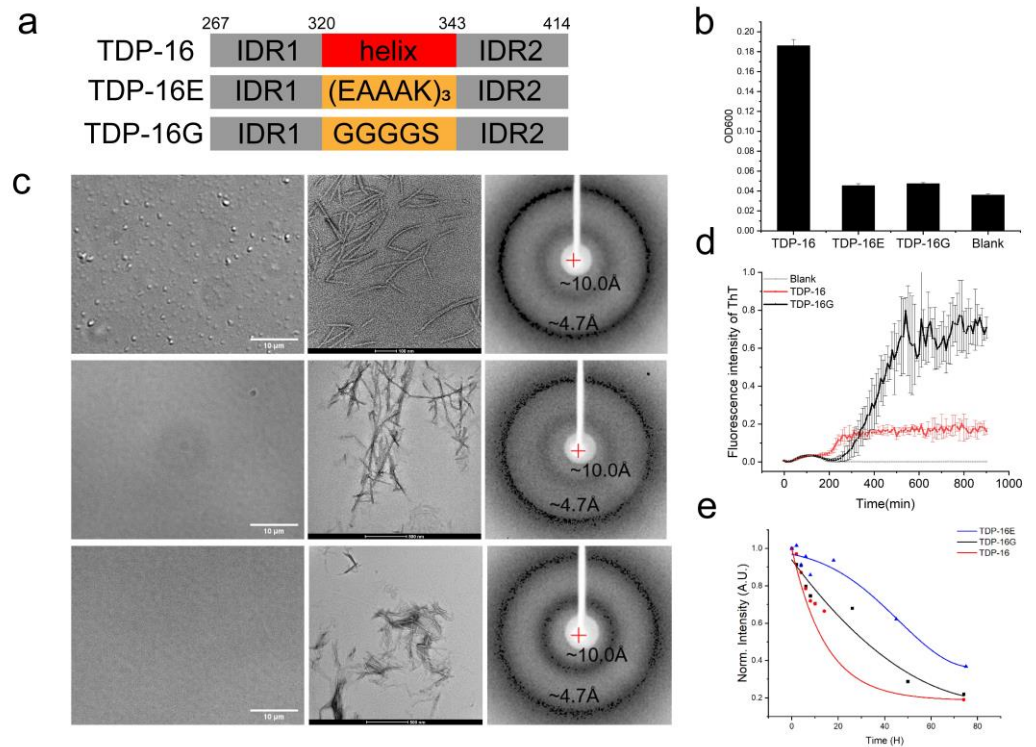 a
267 320 343 414
TDP-16 IDR1 helix IDR2
TDP-16E IDR1 (EAAAK)₃ IDR2
TDP-16G IDR1 GGGGS IDR2
b
OD600
0.20
0.18
0.16
0.14
0.12
0.10
0.08
0.06
0.04
0.02
0.00
TDP-16 TDP-16E TDP-16G Blank
c
10 μm
100 nm
~10.0Å
~4.7Å
10 μm
~10.0Å
~4.7Å
10 μm
~10.0Å
~4.7Å
d
Fluorescence intensity of ThT
1.0
0.8
0.6
0.4
0.2
0.0
Blank
TDP-16
TDP-16G
0 200 400 600 800 1000
Time(min)
e
TDP-16E
TDP-16G
TDP-16
Norm. Intensity (A.U.)
1.0
0.8
0.6
0.4
0.2
0 20 40 60 80
Time (H)